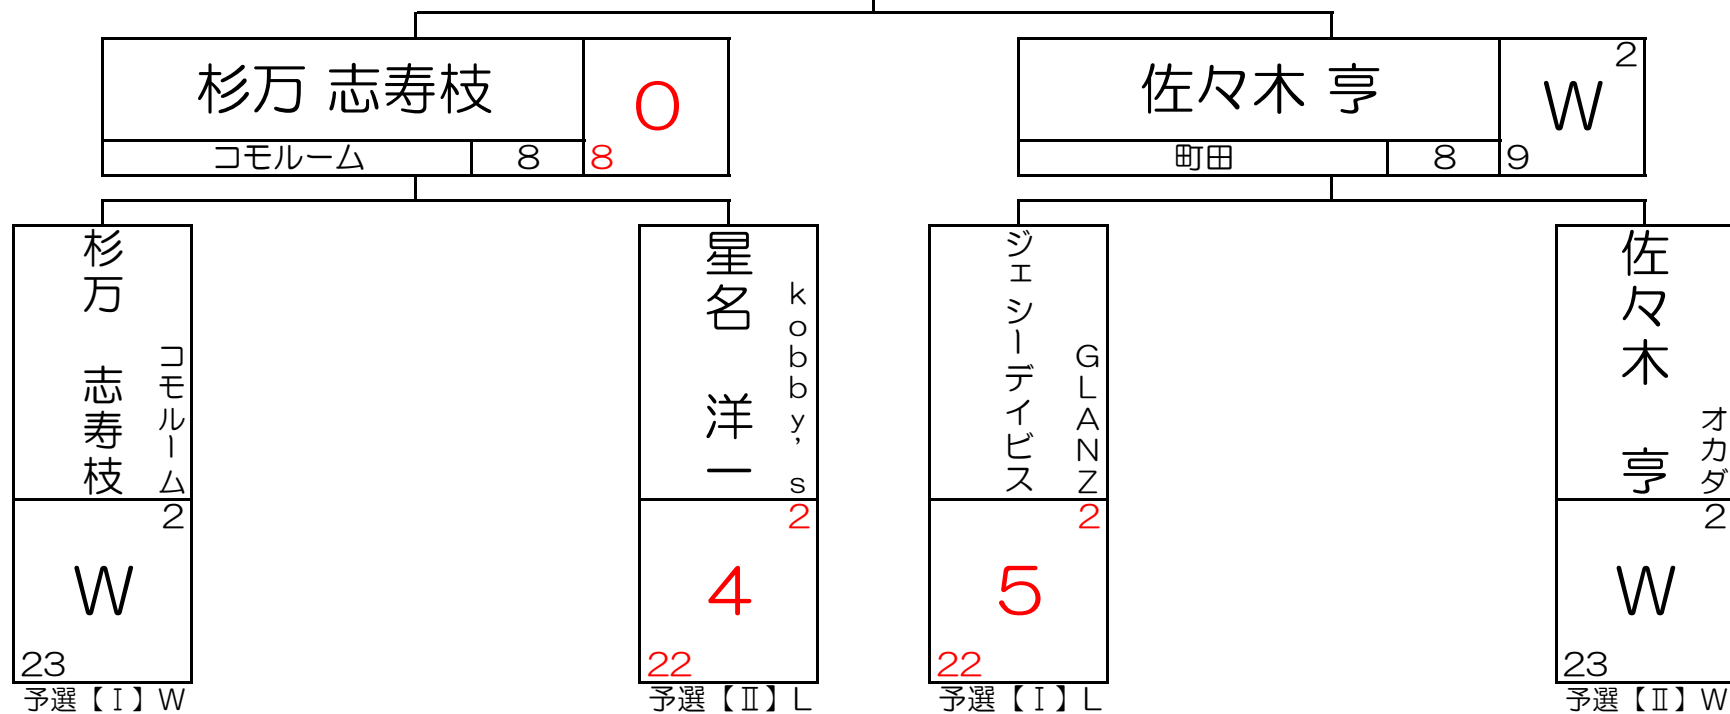 杉万 志寿枝
0
コモルーム
8
8
佐々木 亨
W
2
町田
8
9
杉万 志寿枝
コモルーム
2
W
23
予選【Ⅰ】W
星名 洋一
kobby's
2
4
22
予選【Ⅱ】L
ジェシーデイビス
GLANZ
2
5
22
予選【Ⅰ】L
佐々木 亨
オカダ
2
W
23
予選【Ⅱ】W